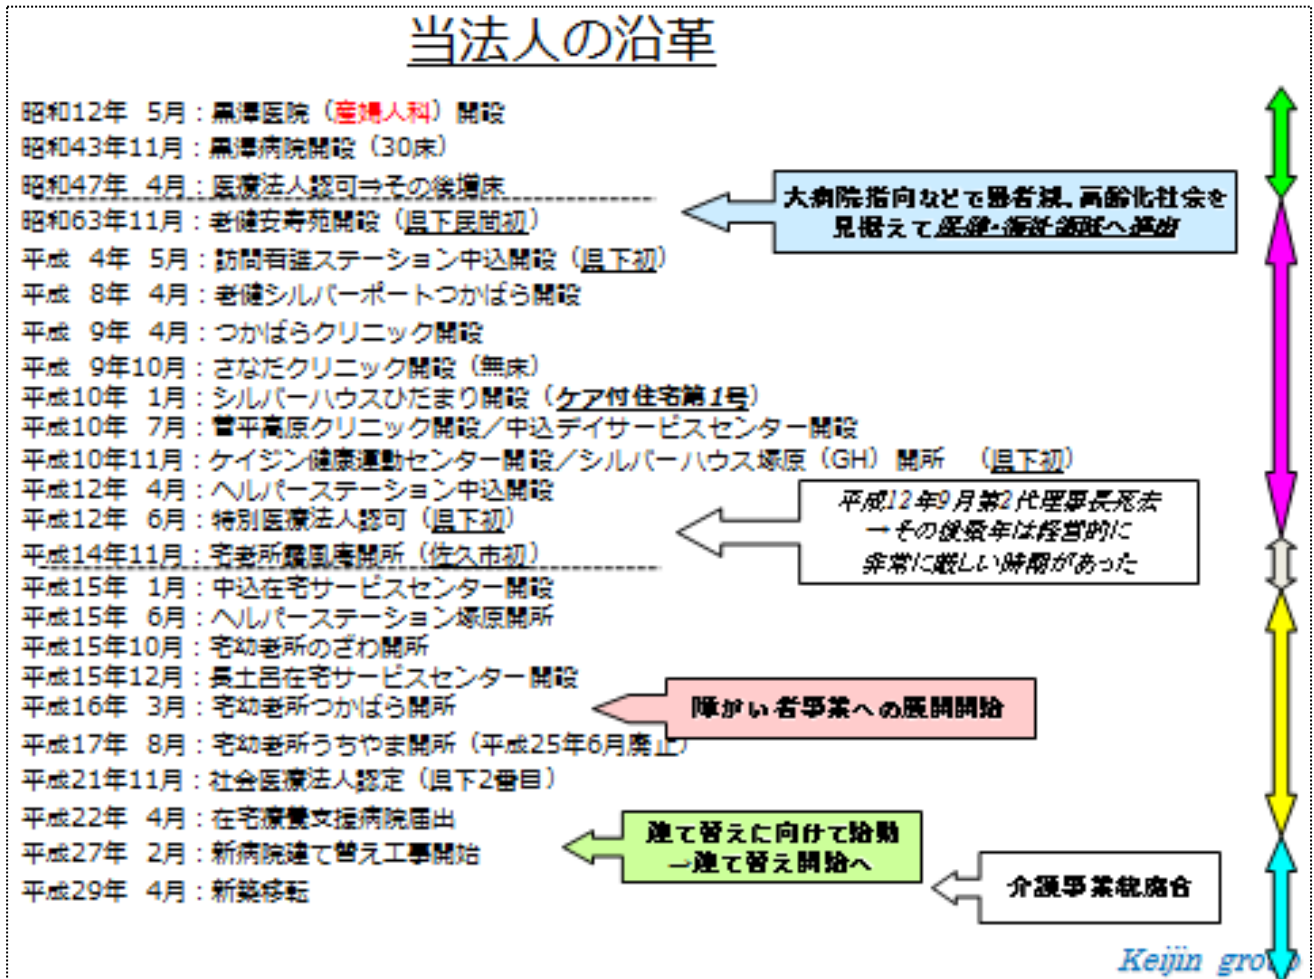 当法人の沿革
昭和12年 5月：黒澤医院（産婦人科）開設
昭和43年11月：黒澤病院開設（30床）
昭和47年 4月：医療法人認可⇒その後増床
昭和63年11月：老健安寿苑開設（県下民間初）
大病院指向などで患者減、高齢化社会を
見据えて保健・福祉領域へ進出
平成 4年 5月：訪問看護ステーション中込開設（県下初）
平成 8年 4月：老健シルバーポートつかばら開設
平成 9年 4月：つかばらクリニック開設
平成 9年10月：さなだクリニック開設（無床）
平成10年 1月：シルバーハウスひだまり開設（ケア付住宅第1号）
平成10年 7月：菅平高原クリニック開設／中込デイサービスセンター開設
平成10年11月：ケイジン健康運動センター開設／シルバーハウス塚原（GH）開所 （県下初）
平成12年 4月：ヘルパーステーション中込開設
平成12年 6月：特別医療法人認可（県下初）
平成14年11月：宅老所露風庵開所（佐久市初）
平成12年9月第2代理事長死去
→その後数年は経営的に
非常に厳しい時期があった
平成15年 1月：中込在宅サービスセンター開設
平成15年 6月：ヘルパーステーション塚原開所
平成15年10月：宅幼老所のざわ開所
平成15年12月：長土呂在宅サービスセンター開設
平成16年 3月：宅幼老所つかばら開所
障がい者事業への展開開始
平成17年 8月：宅幼老所うちやま開所（平成25年6月廃止）
平成21年11月：社会医療法人認定（県下2番目）
平成22年 4月：在宅療養支援病院届出
平成27年 2月：新病院建て替え工事開始
建て替えに向けて始動
→建て替え開始へ
平成29年 4月：新築移転
介護事業統廃合
Keijin group